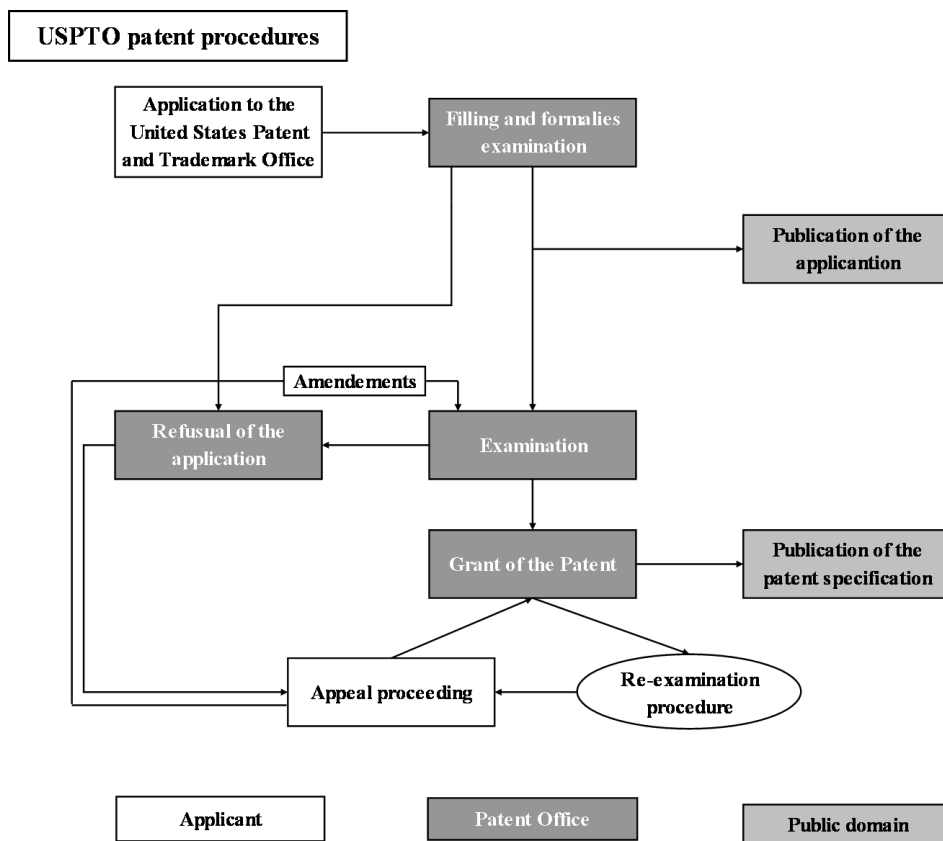 USPTO patent procedures
Application to the
United States Patent
and Trademark Office
Filling and formalies
examination
Publication of the
applicantion
Amendements
Refusual of the
application
Examination
Grant of the Patent
Publication of the
patent specification
Appeal proceeding
Re-examination
procedure
Applicant
Patent Office
Public domain